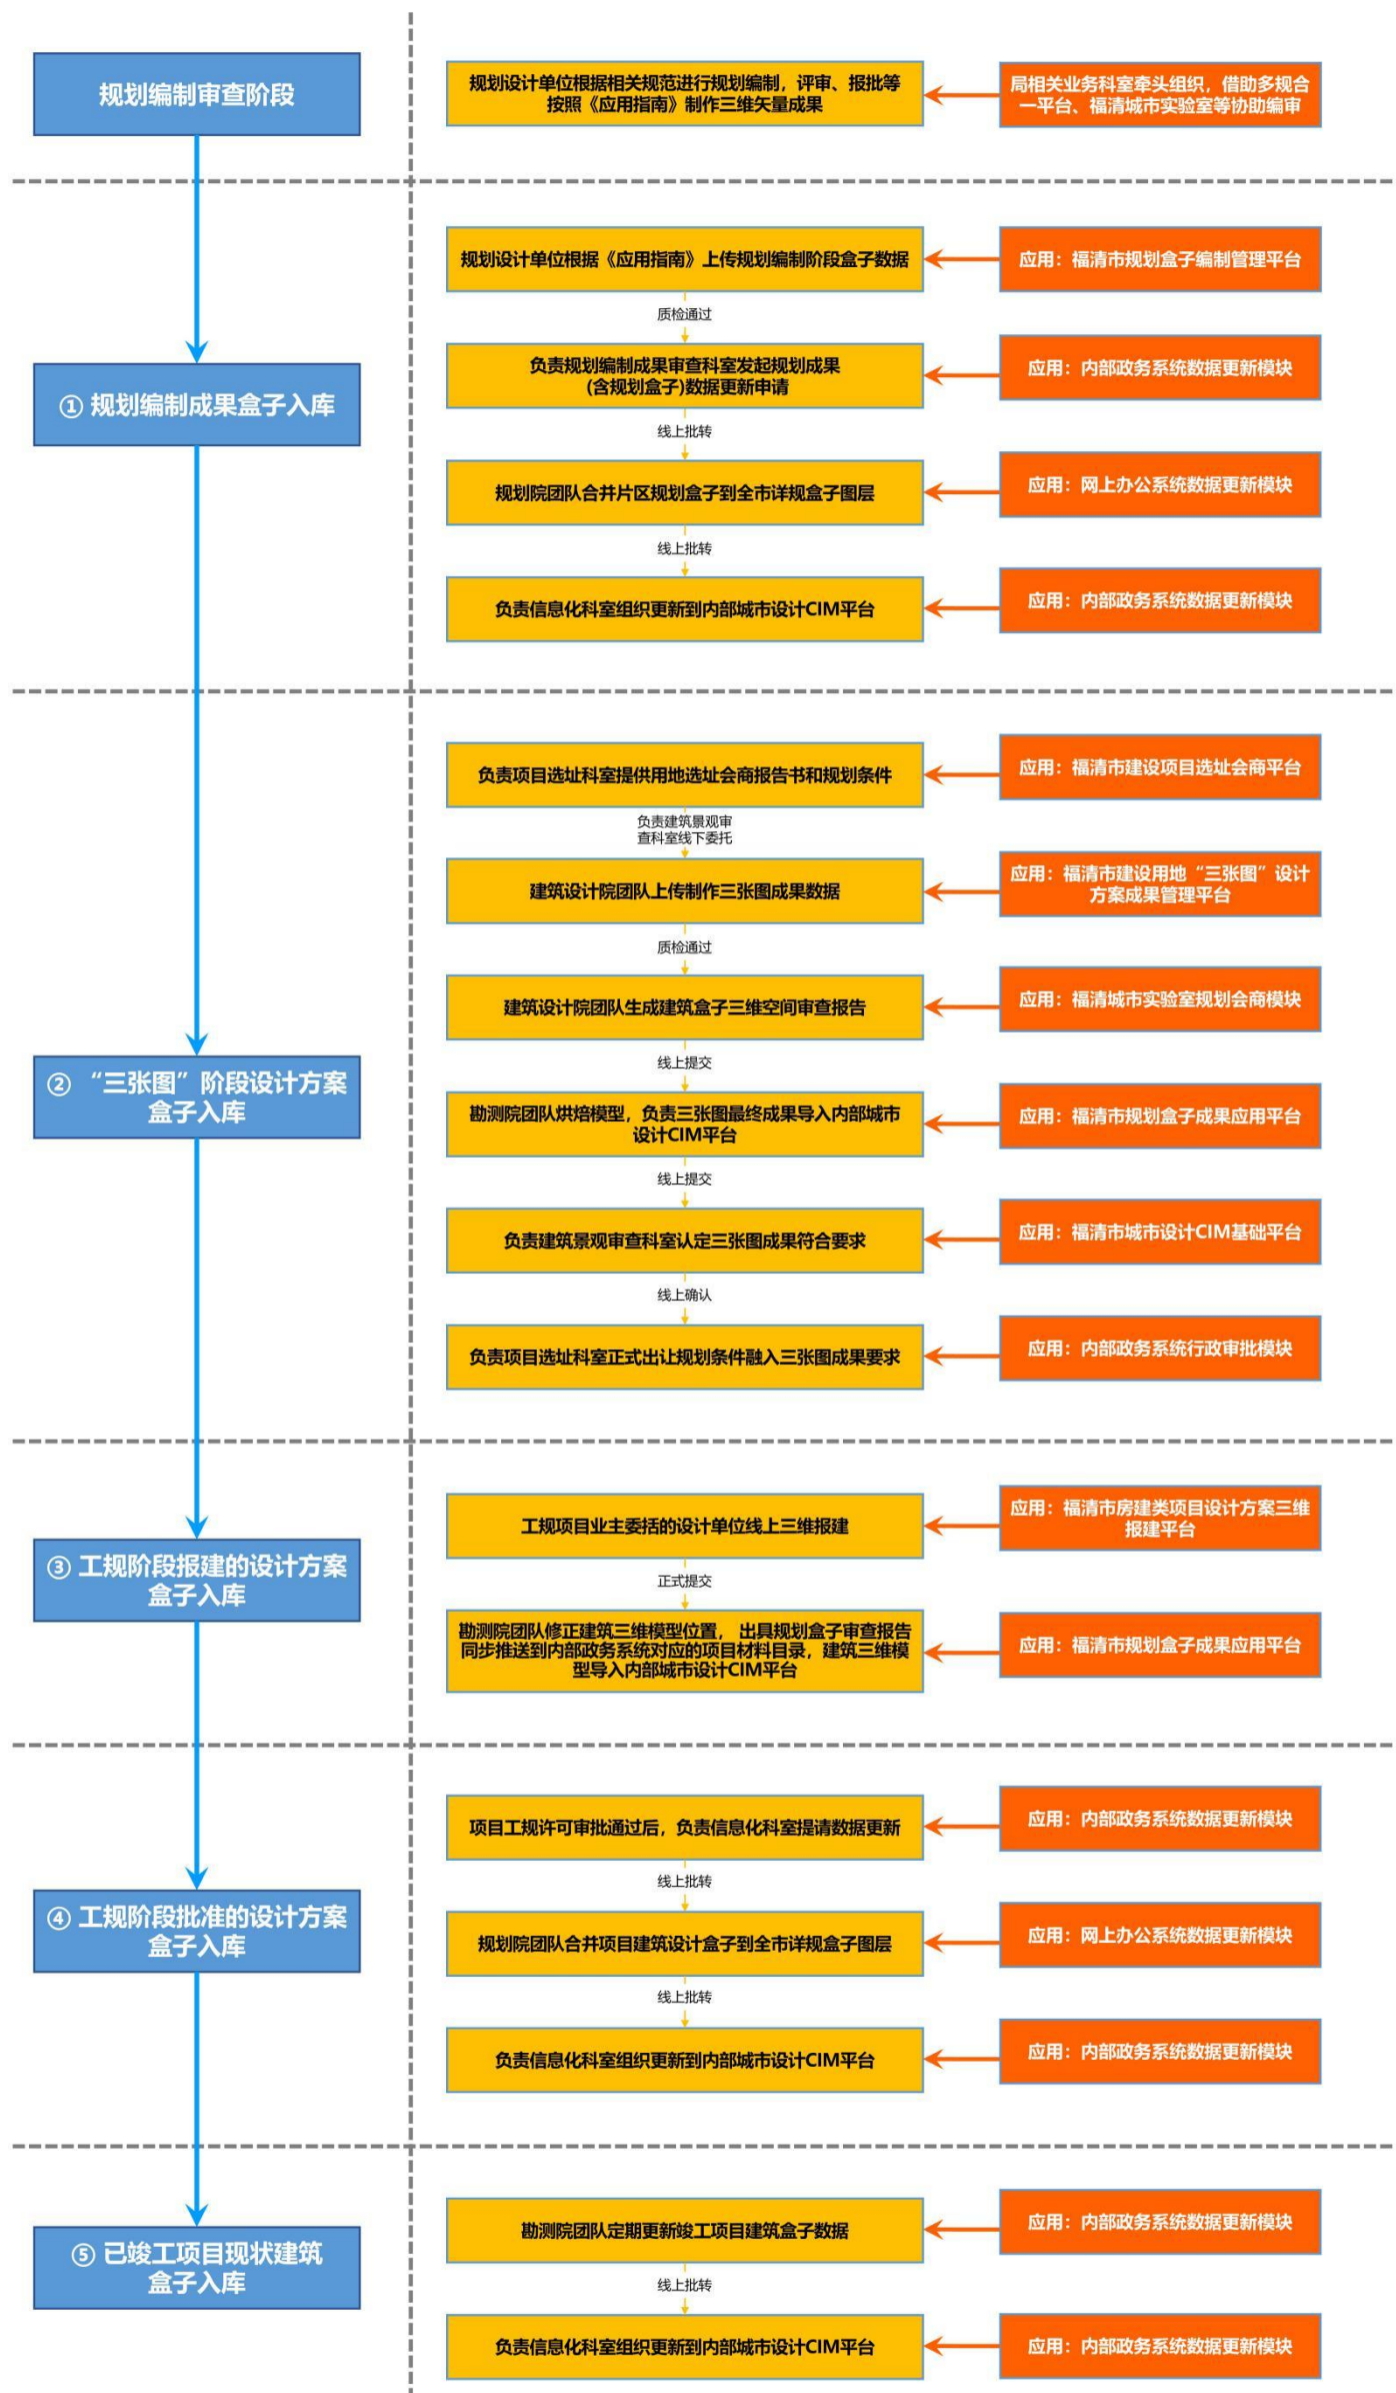 规划编制审查阶段
规划设计单位根据相关规范进行规划编制，评审、报批等
按照《应用指南》制作三维矢量成果
局相关业务科室牵头组织，借助多规合
一平台、福清城市实验室等协助编审
① 规划编制成果盒子入库
规划设计单位根据《应用指南》上传规划编制阶段盒子数据
应用：福清市规划盒子编制管理平台
质检通过
负责规划编制成果审查科室发起规划成果
(含规划盒子)数据更新申请
应用：内部政务系统数据更新模块
线上批转
规划院团队合并片区规划盒子到全市详规盒子图层
应用：网上办公系统数据更新模块
线上批转
负责信息化科室组织更新到内部城市设计CIM平台
应用：内部政务系统数据更新模块
② “三张图”阶段设计方案
盒子入库
负责项目选址科室提供用地选址会商报告书和规划条件
应用：福清市建设项目选址会商平台
负责建筑景观审
查科室线下委托
建筑设计院团队上传制作三张图成果数据
应用：福清市建设用地“三张图”设计
方案成果管理平台
质检通过
建筑设计院团队生成建筑盒子三维空间审查报告
应用：福清城市实验室规划会商模块
线上提交
勘测院团队烘焙模型，负责三张图最终成果导入内部城市
设计CIM平台
应用：福清市规划盒子成果应用平台
线上提交
负责建筑景观审查科室认定三张图成果符合要求
应用：福清市城市设计CIM基础平台
线上确认
负责项目选址科室正式出让规划条件融入三张图成果要求
应用：内部政务系统行政审批模块
③ 工规阶段报建的设计方案
盒子入库
工规项目业主委括的设计单位线上三维报建
应用：福清市房建类项目设计方案三维
报建平台
正式提交
勘测院团队修正建筑三维模型位置， 出具规划盒子审查报告
同步推送到内部政务系统对应的项目材料目录，建筑三维模
型导入内部城市设计CIM平台
应用：福清市规划盒子成果应用平台
④ 工规阶段批准的设计方案
盒子入库
项目工规许可审批通过后，负责信息化科室提请数据更新
应用：内部政务系统数据更新模块
线上批转
规划院团队合并项目建筑设计盒子到全市详规盒子图层
应用：网上办公系统数据更新模块
线上批转
负责信息化科室组织更新到内部城市设计CIM平台
应用：内部政务系统数据更新模块
⑤ 已竣工项目现状建筑
盒子入库
勘测院团队定期更新竣工项目建筑盒子数据
应用：内部政务系统数据更新模块
线上批转
负责信息化科室组织更新到内部城市设计CIM平台
应用：内部政务系统数据更新模块